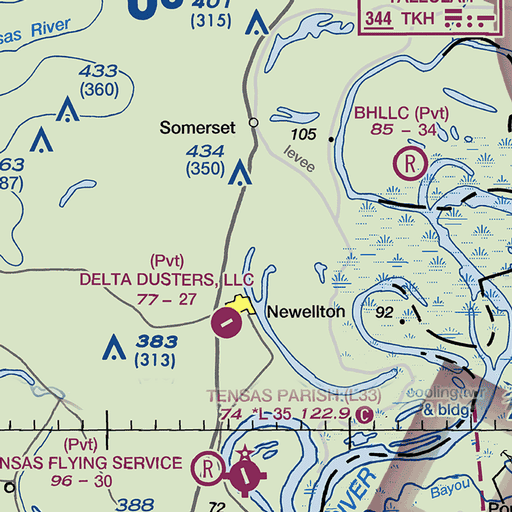 401
(315)
344 TKH
433
(360)
Somerset
105
levee
BHLLC (Pvt)
85 – 34
434
(350)
63
87)
(Pvt)
DELTA DUSTERS, LLC
77 – 27
Newellton
92
383
(313)
TENSAS PARISH (L33)
74 *L 35 122.9 C
cooling twr
& bldg
(Pvt)
NSAS FLYING SERVICE
96 – 30
R
R
388
72
RIVER
Bayou
River